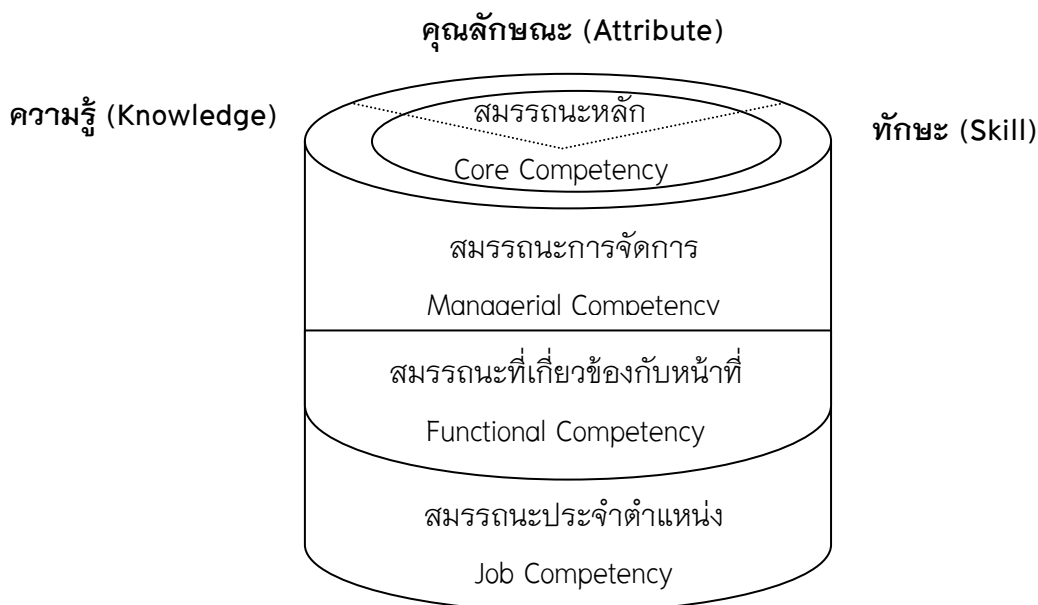 คุณลักษณะ (Attribute)
ความรู้ (Knowledge)
ทักษะ (Skill)
สมรรถนะหลัก
Core Competency
สมรรถนะการจัดการ
Managerial Competency
สมรรถนะที่เกี่ยวข้องกับหน้าที่
Functional Competency
สมรรถนะประจำตำแหน่ง
Job Competency